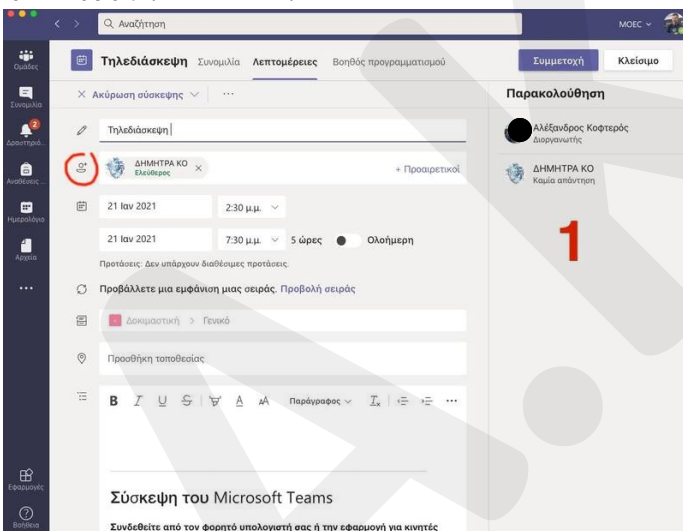 Αναζήτηση
MOEC
Τηλεδιάσκεψη Συνομιλία Λεπτομέρειες Βοηθός προγραμματισμού Συμμετοχή Κλείσιμο
Ομάδες
× Ακύρωση σύσκεψης ...
Παρακολούθηση
Συνομιλία
Τηλεδιάσκεψη
Αλέξανδρος Κοφτερός
Διοργανωτής
2
Δραστηριό...
ΔΗΜΗΤΡΑ ΚΟ ×
Ελεύθερος
+ Προαιρετικοί
ΔΗΜΗΤΡΑ ΚΟ
Καμία απάντηση
Αναθέσεις...
21 Ιαν 2021 2:30 μ.μ.
Ημερολόγιο
1
21 Ιαν 2021 7:30 μ.μ. 5 ώρες Ολοήμερη
Αρχεία
Προτάσεις: Δεν υπάρχουν διαθέσιμες προτάσεις.
...
Προβάλλετε μια εμφάνιση μιας σειράς. Προβολή σειράς
Δοκιμαστική > Γενικό
Προσθήκη τοποθεσίας
B I U S A AA Παράγραφος ...
Εφαρμογές
Σύσκεψη του Microsoft Teams
Βοήθεια
Συνδεθείτε από τον φορητό υπολογιστή σας ή την εφαρμογή για κινητές